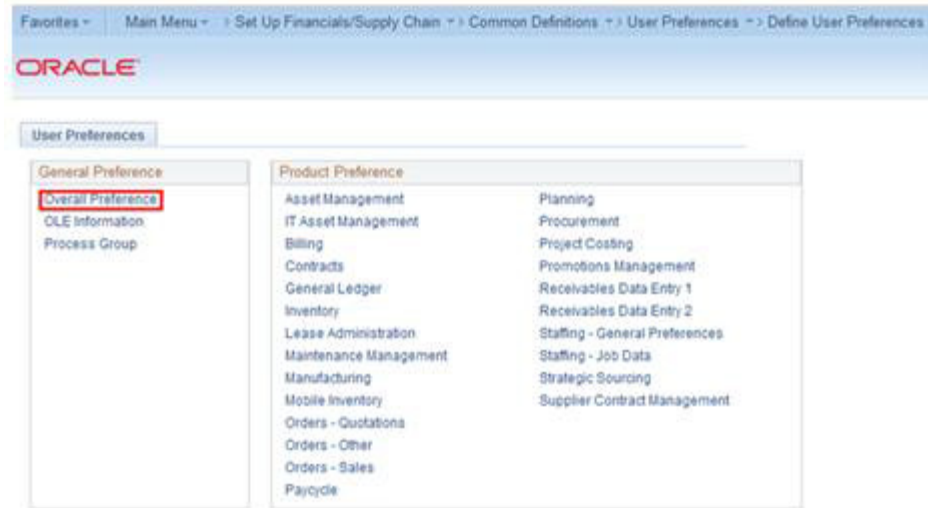 Favorites Main Menu > Set Up Financials/Supply Chain > Common Definitions > User Preferences > Define User Preferences
ORACLE
User Preferences
General Preference
Overall Preference
OLE Information
Process Group
Product Preference
Asset Management
IT Asset Management
Billing
Contracts
General Ledger
Inventory
Lease Administration
Maintenance Management
Manufacturing
Mobile Inventory
Orders - Quotations
Orders - Other
Orders - Sales
Paycycle
Planning
Procurement
Project Costing
Promotions Management
Receivables Data Entry 1
Receivables Data Entry 2
Staffing - General Preferences
Staffing - Job Data
Strategic Sourcing
Supplier Contract Management